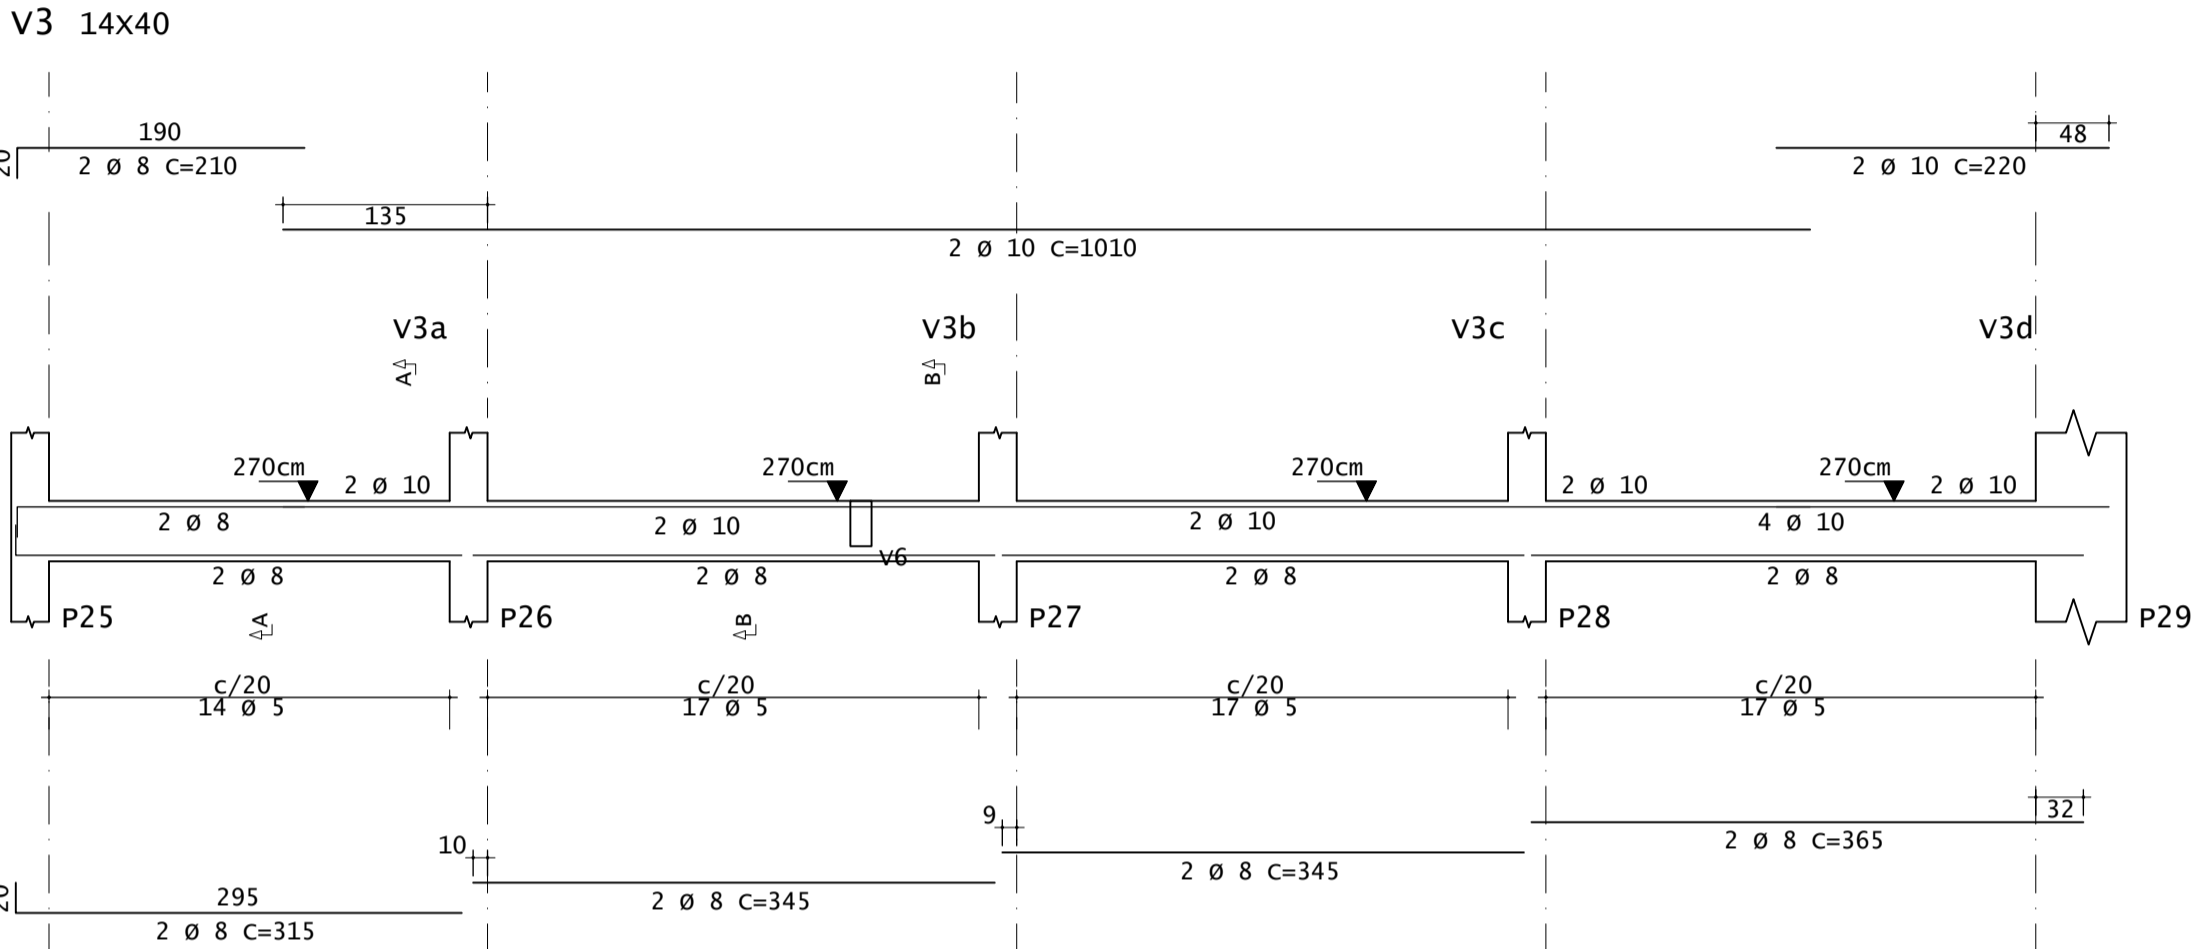 V3 14X40
190
48
20
2 Ø 8 C=210
2 Ø 10 C=220
135
2 Ø 10 C=1010
V3a V3b V3c V3d
A B
270cm 270cm 270cm 270cm
2 Ø 10 2 Ø 10 2 Ø 10
2 Ø 8 2 Ø 10 2 Ø 10 4 Ø 10
V6
2 Ø 8 2 Ø 8 2 Ø 8 2 Ø 8
P25 A P26 B P27 P28 P29
c/20 c/20 c/20 c/20
14 Ø 5 17 Ø 5 17 Ø 5 17 Ø 5
9 32
2 Ø 8 C=365
10
2 Ø 8 C=345
20 295
2 Ø 8 C=345
2 Ø 8 C=315